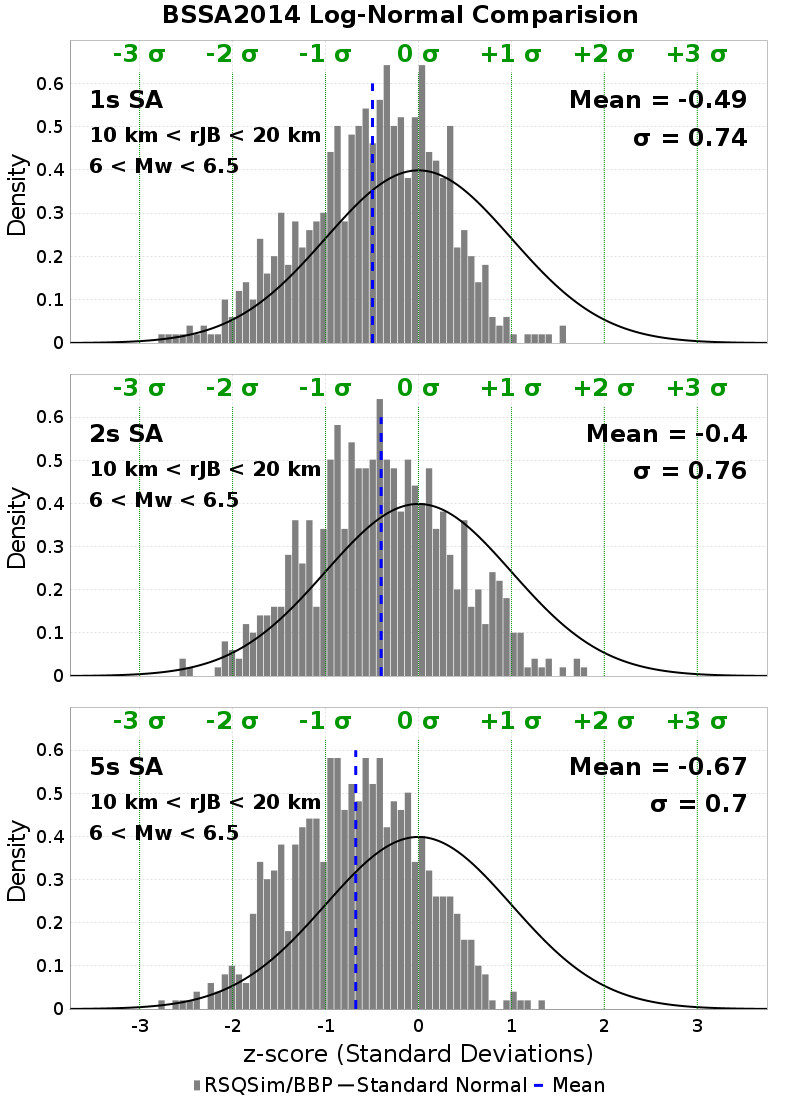 BSSA2014 Log-Normal Comparision
-3 σ -2 σ -1 σ 0 σ +1 σ +2 σ +3 σ
0.6
1s SA
Mean = -0.49
0.5
10 km < rJB < 20 km
σ = 0.74
6 < Mw < 6.5
0.4
0.3
0.2
0.1
0
Density
-3 σ -2 σ -1 σ 0 σ +1 σ +2 σ +3 σ
0.6
2s SA
Mean = -0.4
0.5
10 km < rJB < 20 km
σ = 0.76
6 < Mw < 6.5
0.4
0.3
0.2
0.1
0
Density
-3 σ -2 σ -1 σ 0 σ +1 σ +2 σ +3 σ
0.6
5s SA
Mean = -0.67
0.5
10 km < rJB < 20 km
σ = 0.7
6 < Mw < 6.5
0.4
0.3
0.2
0.1
0
Density
-3 -2 -1 0 1 2 3
z-score (Standard Deviations)
RSQSim/BBP Standard Normal Mean